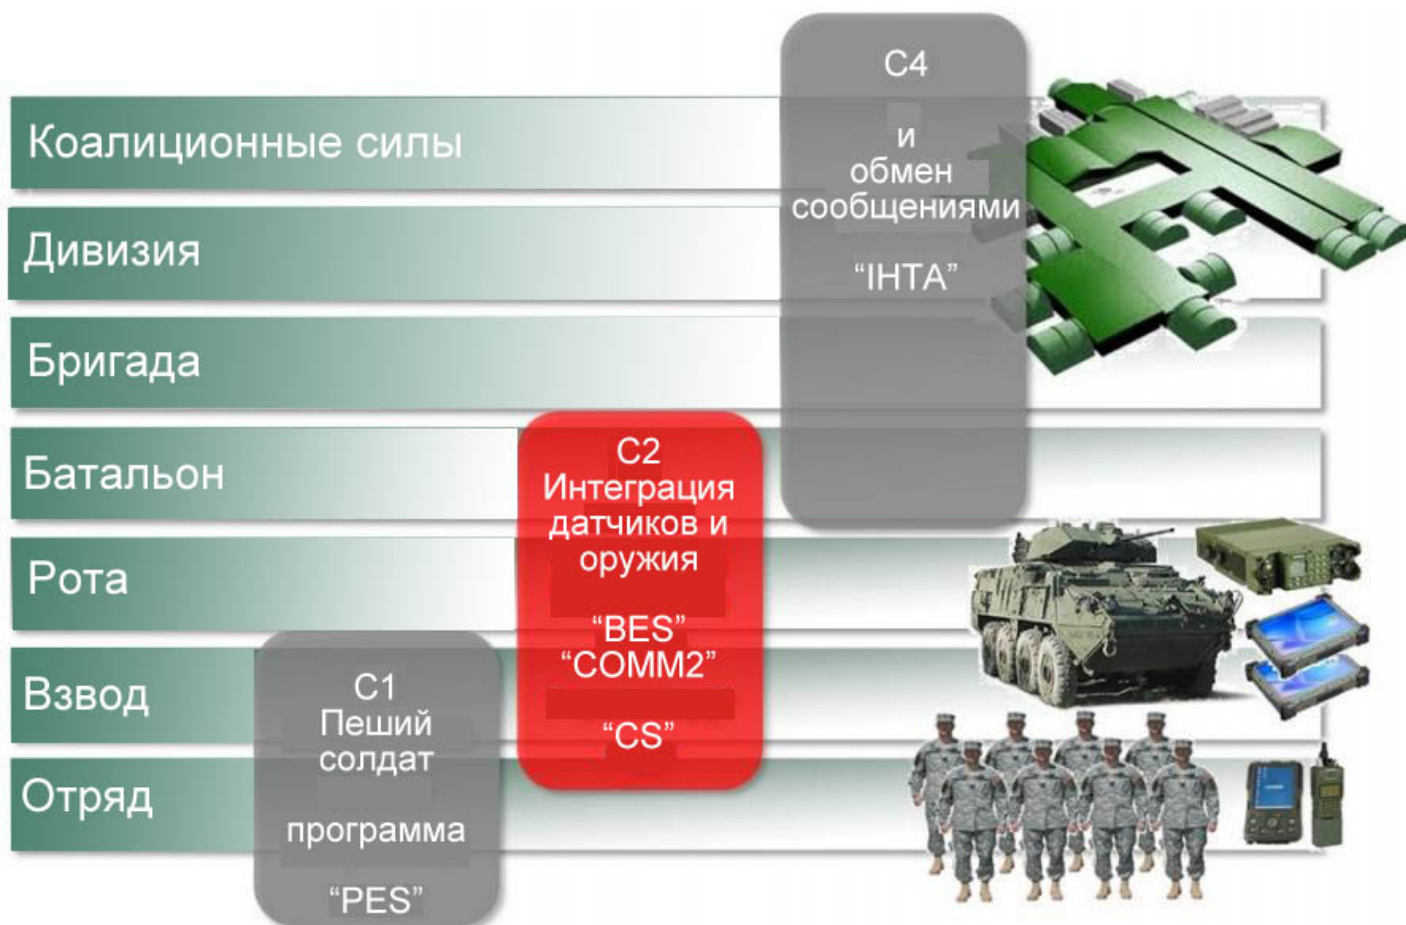 Коалиционные силы
Дивизия
Бригада
Батальон
Рота
Взвод
Отряд
C4
и
обмен
сообщениями
“IHTA”
C2
Интеграция
датчиков и
оружия
“BES”
“COMM2”
“CS”
C1
Пеший
солдат
программа
“PES”